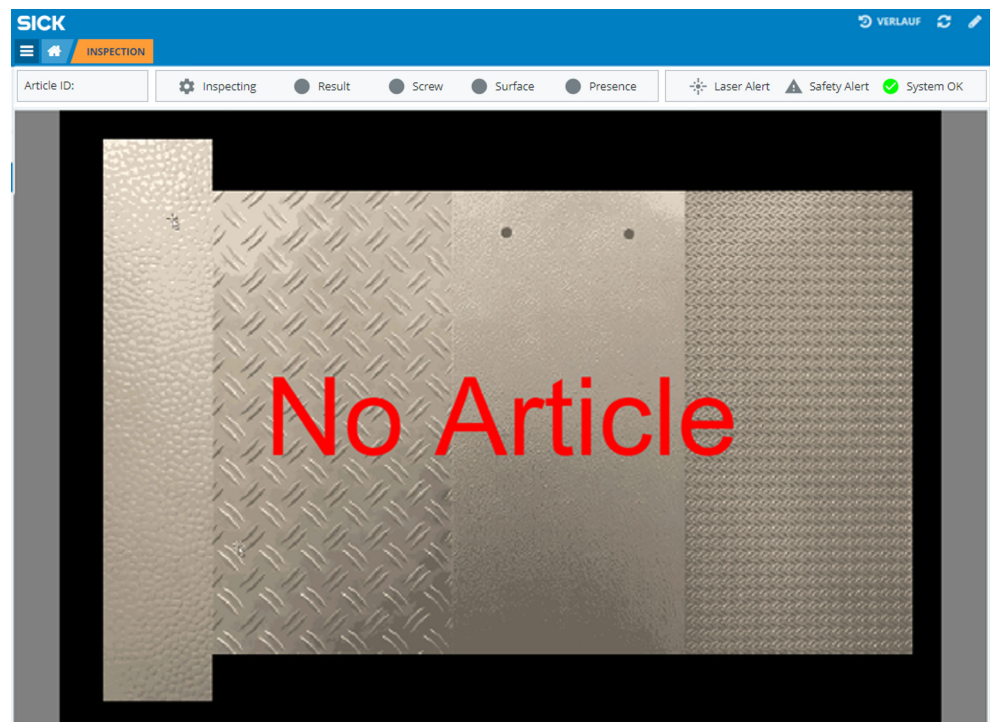 SICK
VERLAUF
INSPECTION
Article ID:
Inspecting
Result
Screw
Surface
Presence
Laser Alert
Safety Alert
System OK
No Article